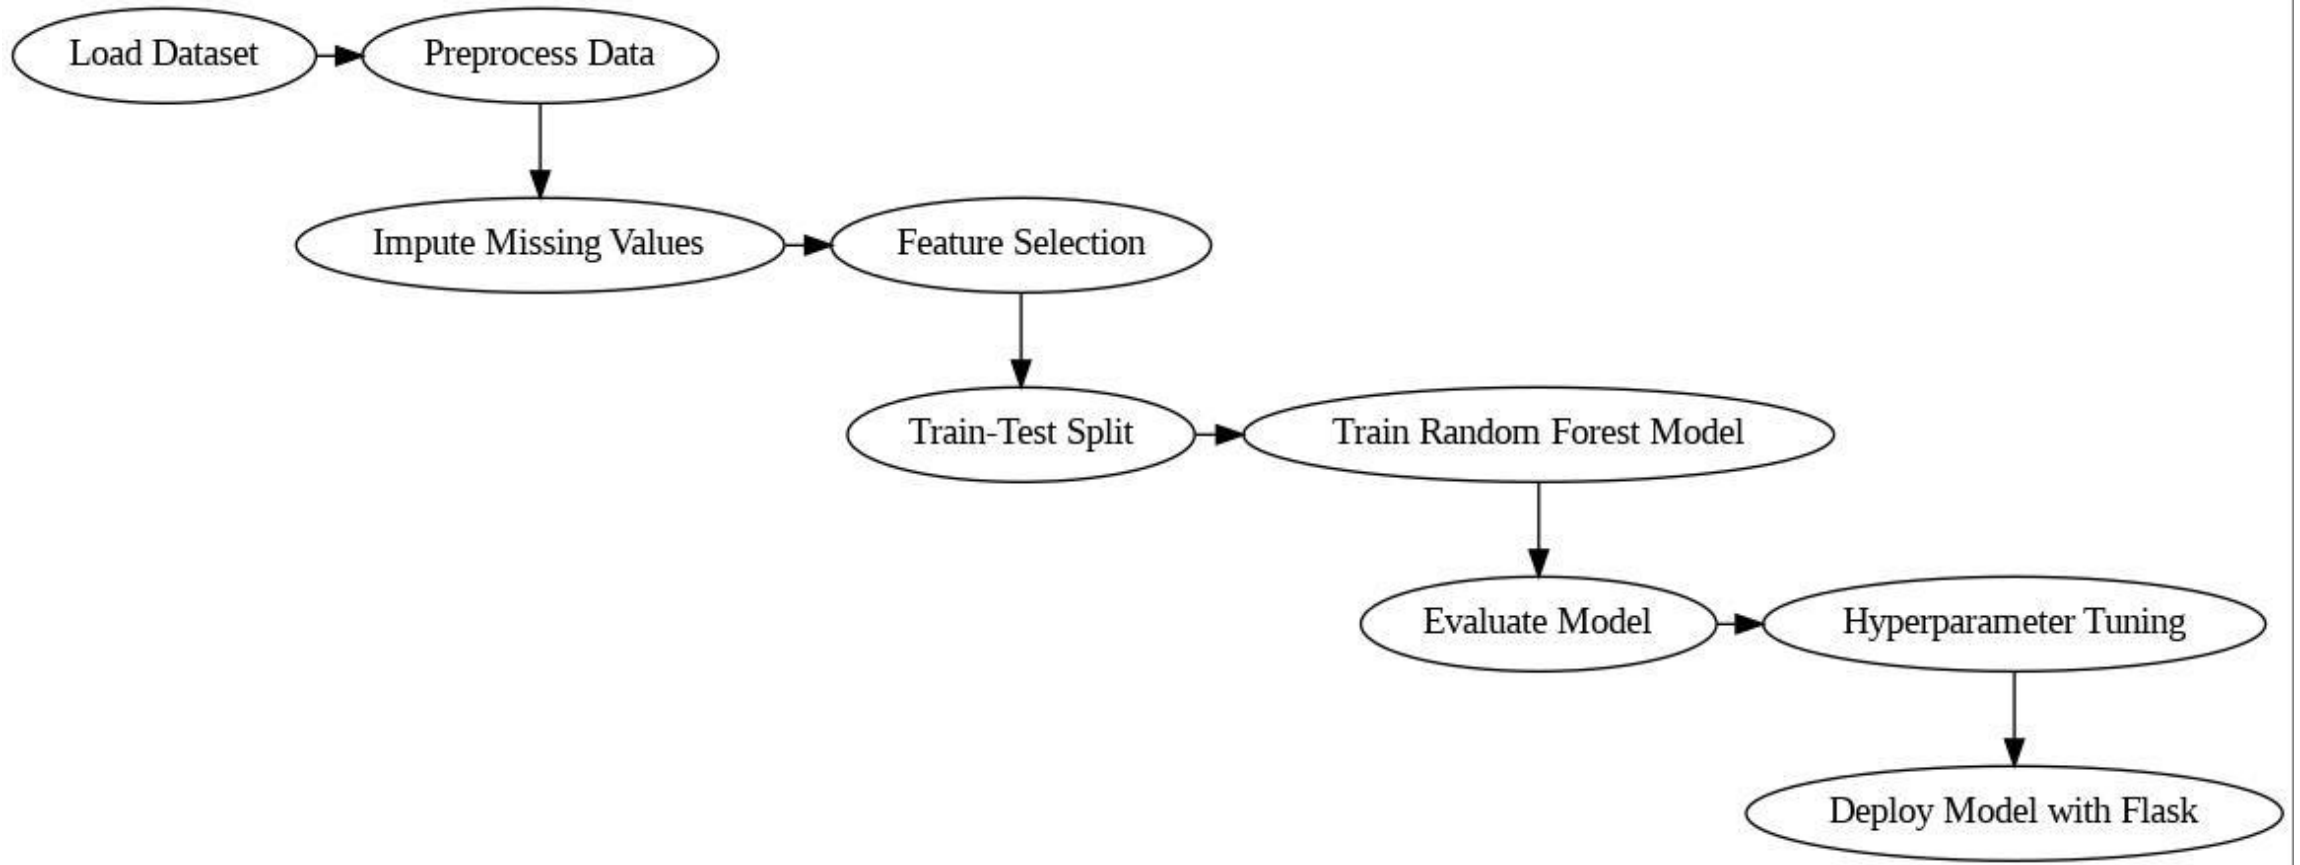 Load Dataset
Preprocess Data
Impute Missing Values
Feature Selection
Train-Test Split
Train Random Forest Model
Evaluate Model
Hyperparameter Tuning
Deploy Model with Flask